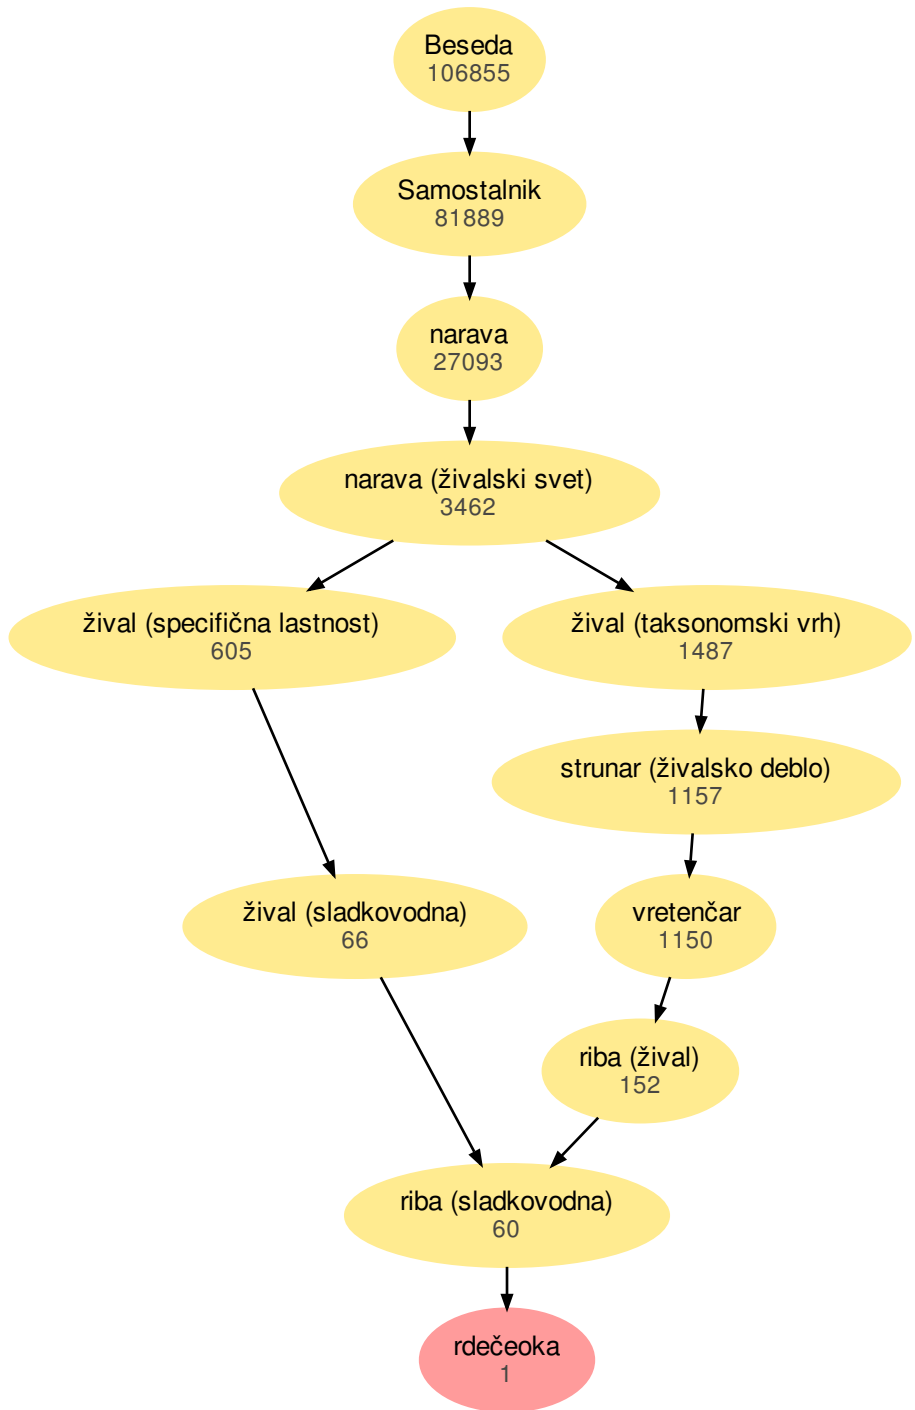 Beseda
106855
Samostalnik
81889
narava
27093
narava (živalski svet)
3462
žival (specifična lastnost)
605
žival (taksonomski vrh)
1487
strunar (živalsko deblo)
1157
žival (sladkovodna)
66
vretenčar
1150
riba (žival)
152
riba (sladkovodna)
60
rdečeoka
1